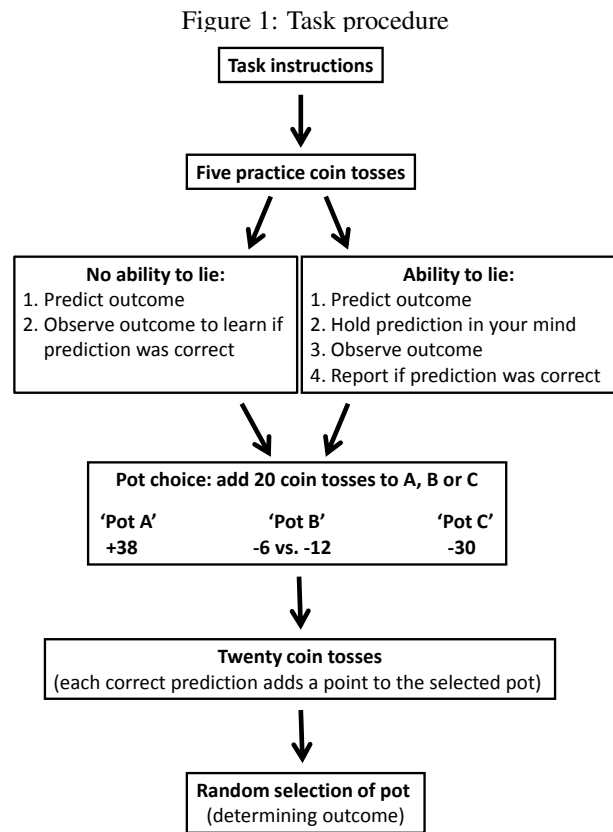 Figure 1: Task procedure
Task instructions
Five practice coin tosses
No ability to lie:
1. Predict outcome
2. Observe outcome to learn if
prediction was correct
Ability to lie:
1. Predict outcome
2. Hold prediction in your mind
3. Observe outcome
4. Report if prediction was correct
Pot choice: add 20 coin tosses to A, B or C
‘Pot A’ ‘Pot B’ ‘Pot C’
+38 -6 vs. -12 -30
Twenty coin tosses
(each correct prediction adds a point to the selected pot)
Random selection of pot
(determining outcome)